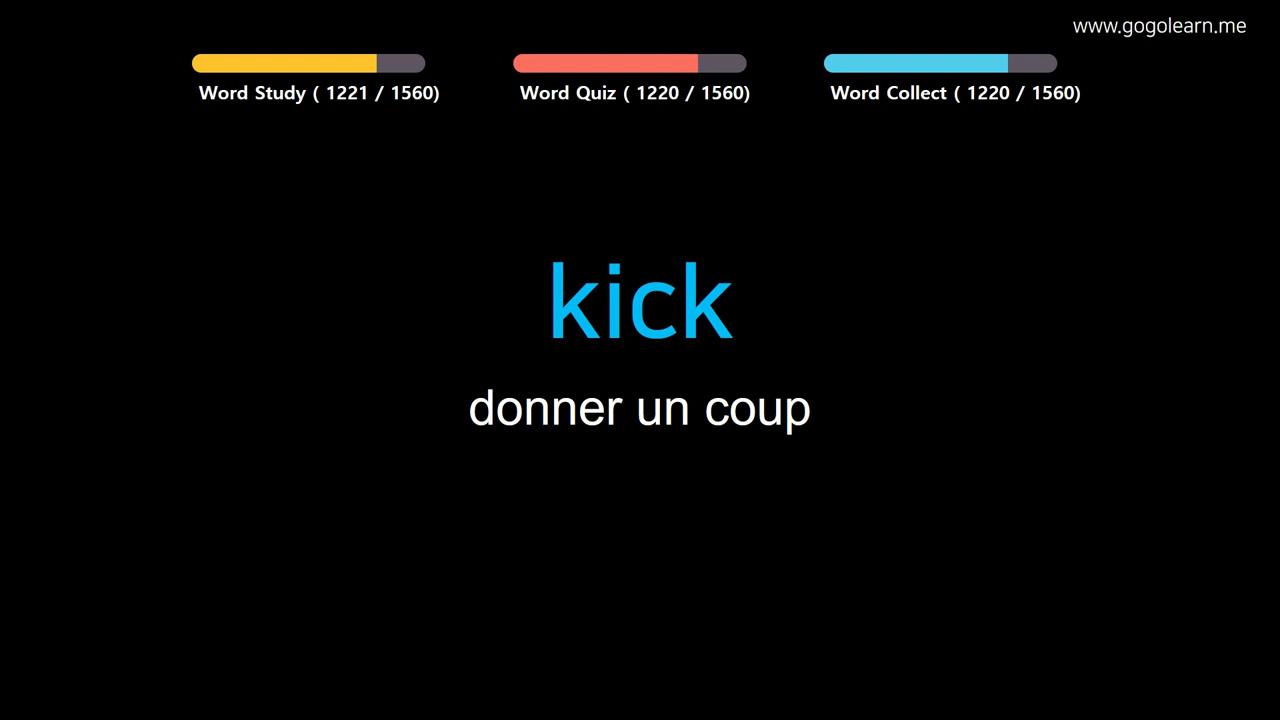 www.gogolearn.me
Word Study ( 1221 / 1560)
Word Quiz ( 1220 / 1560)
Word Collect ( 1220 / 1560)
kick
donner un coup